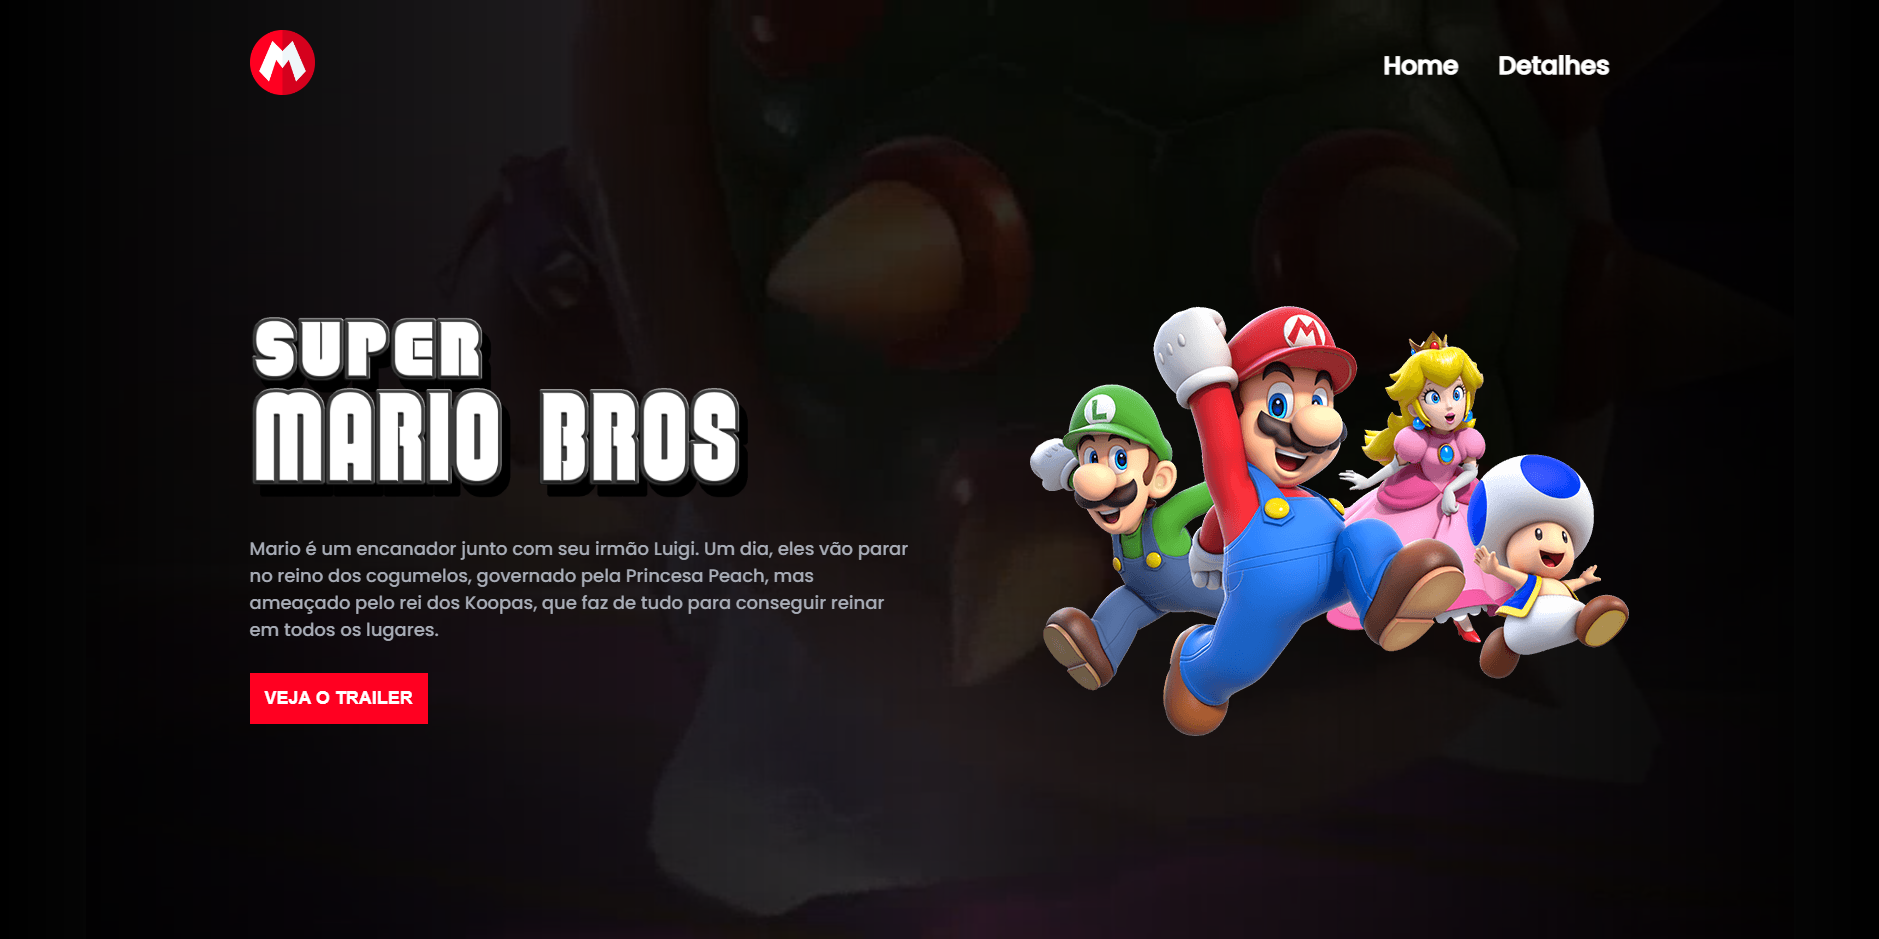 M
Home Detalhes
SUPER
MARIO BROS
M
L
Mario é um encanador junto com seu irmão Luigi. Um dia, eles vão parar
no reino dos cogumelos, governado pela Princesa Peach, mas
ameaçado pelo rei dos Koopas, que faz de tudo para conseguir reinar
em todos os lugares.
VEJA O TRAILER